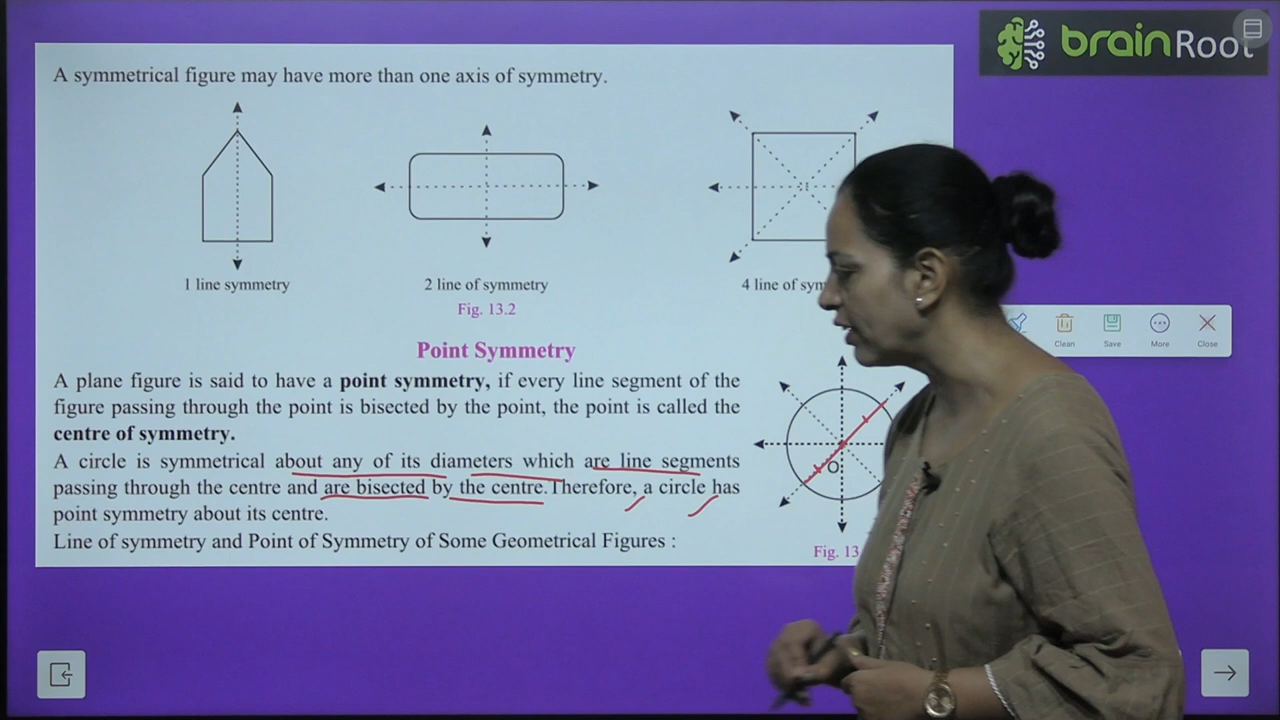 brainRoot
A symmetrical figure may have more than one axis of symmetry.
1 line symmetry
2 line of symmetry
4 line of sym
Fig. 13.2
Point Symmetry
A plane figure is said to have a point symmetry, if every line segment of the
figure passing through the point is bisected by the point, the point is called the
centre of symmetry.
A circle is symmetrical about any of its diameters which are line segments
passing through the centre and are bisected by the centre. Therefore, a circle has
point symmetry about its centre.
Line of symmetry and Point of Symmetry of Some Geometrical Figures :
O
Fig. 13
Clean
Save
More
Close